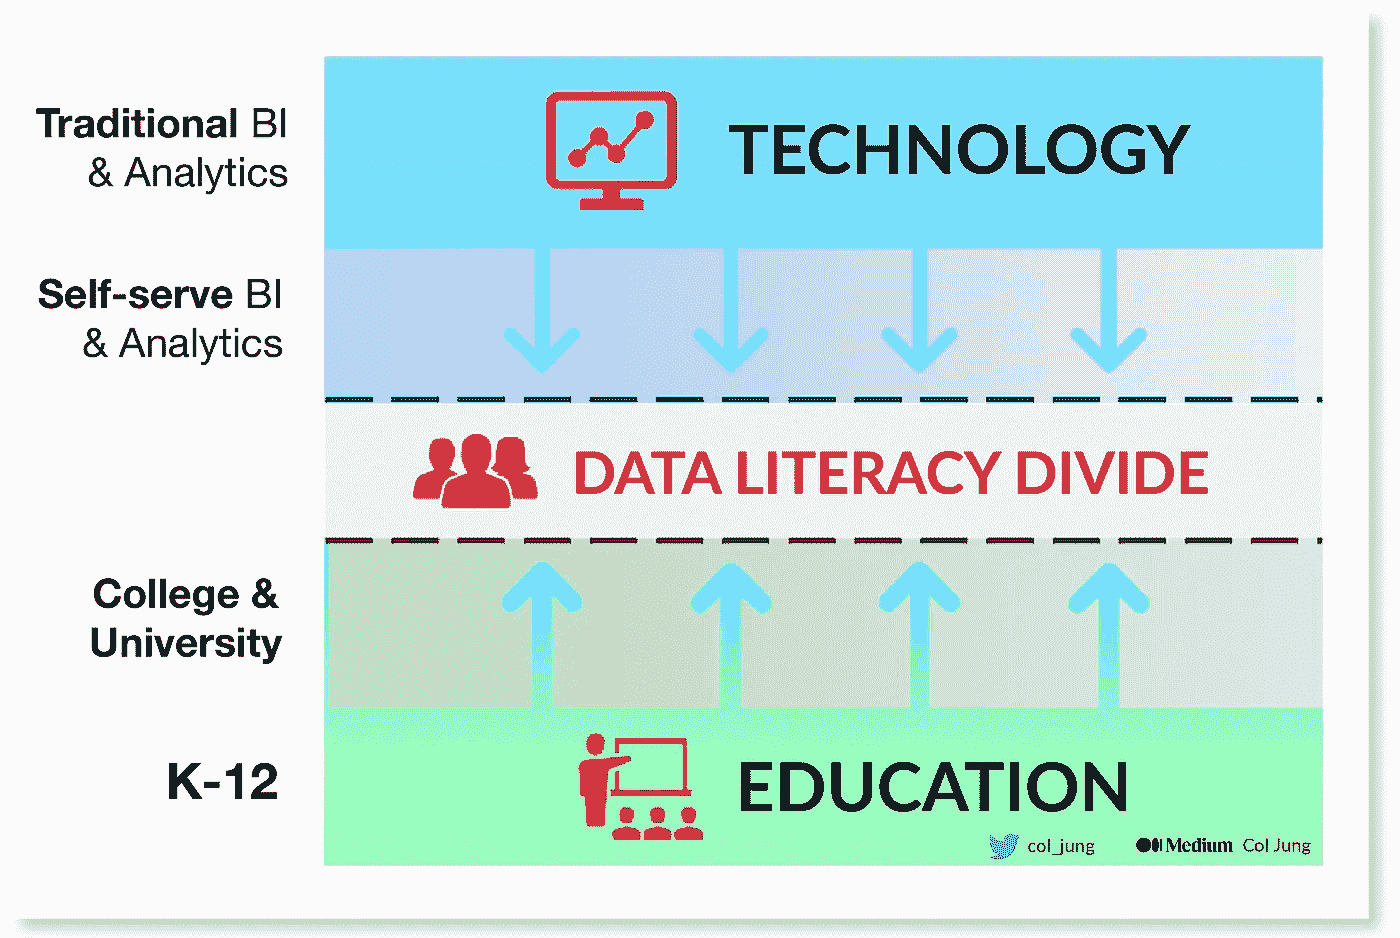 Traditional BI
& Analytics
TECHNOLOGY
Self-serve BI
& Analytics
DATA LITERACY DIVIDE
College &
University
K-12
EDUCATION
col_jung
Medium Col Jung